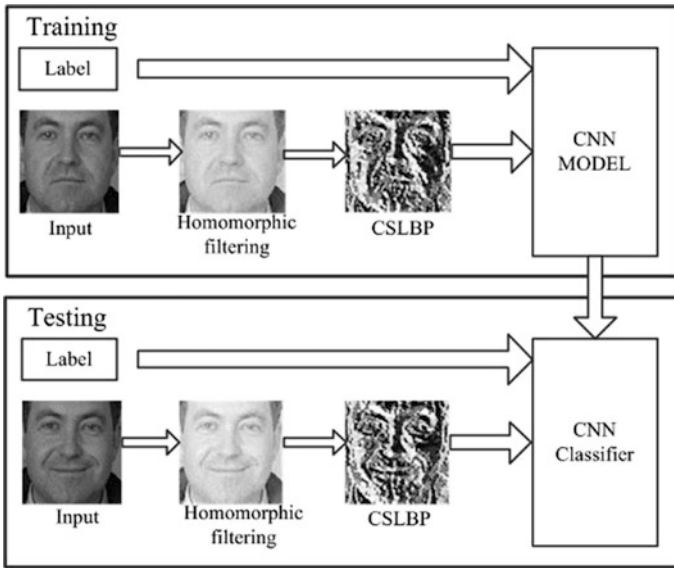 Training
Label
CNN
MODEL
Input
Homomorphic
filtering
CSLBP
Testing
Label
CNN
Classifier
Input
Homomorphic
filtering
CSLBP